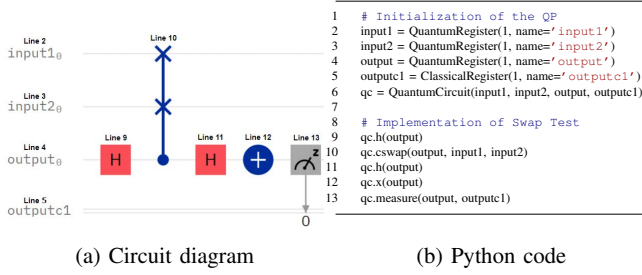 Line 2
input1₀
Line 10
Line 3
input2₀
Line 4
output₀
Line 9
H
Line 11
H
Line 12
Line 13
z
Line 5
outputc1
0
(a) Circuit diagram
1 # Initialization of the QP
2 input1 = QuantumRegister(1, name='input1')
3 input2 = QuantumRegister(1, name='input2')
4 output = QuantumRegister(1, name='output')
5 outputc1 = ClassicalRegister(1, name='outputc1')
6 qc = QuantumCircuit(input1, input2, output, outputc1)
7
8 # Implementation of Swap Test
9 qc.h(output)
10 qc.cswap(output, input1, input2)
11 qc.h(output)
12 qc.x(output)
13 qc.measure(output, outputc1)
(b) Python code